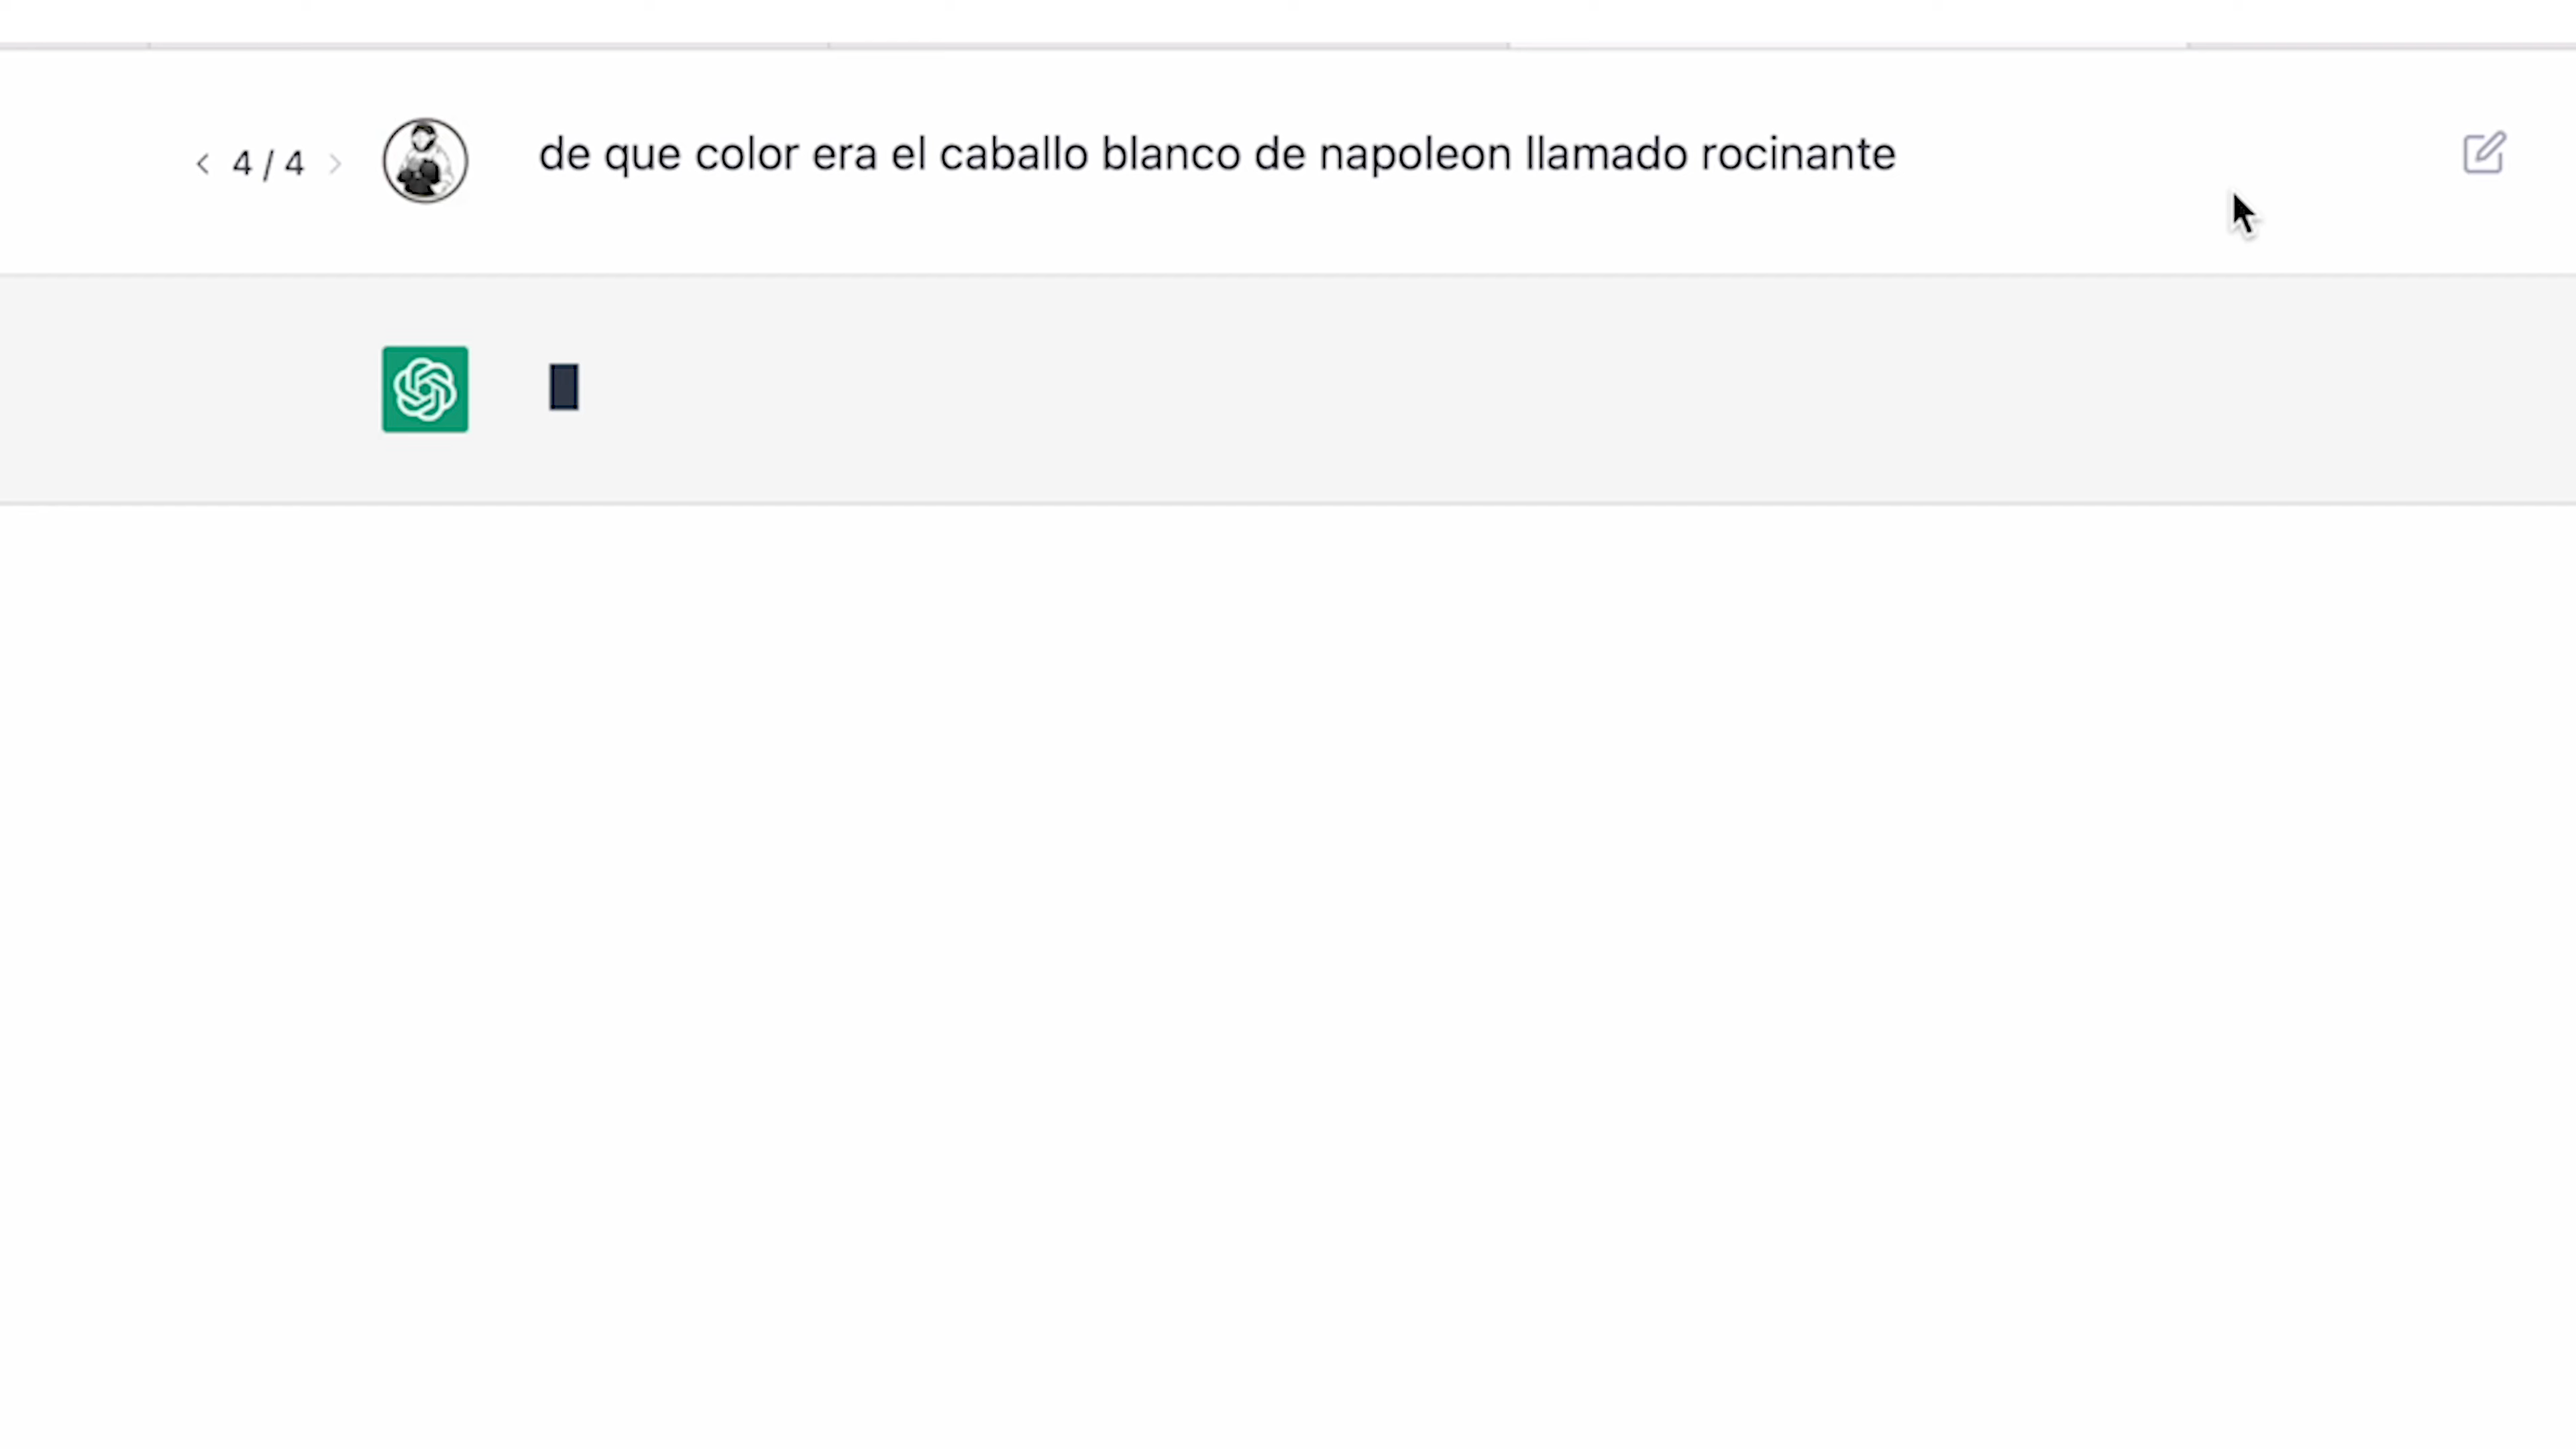 < 4 / 4 >
de que color era el caballo blanco de napoleon llamado rocinante